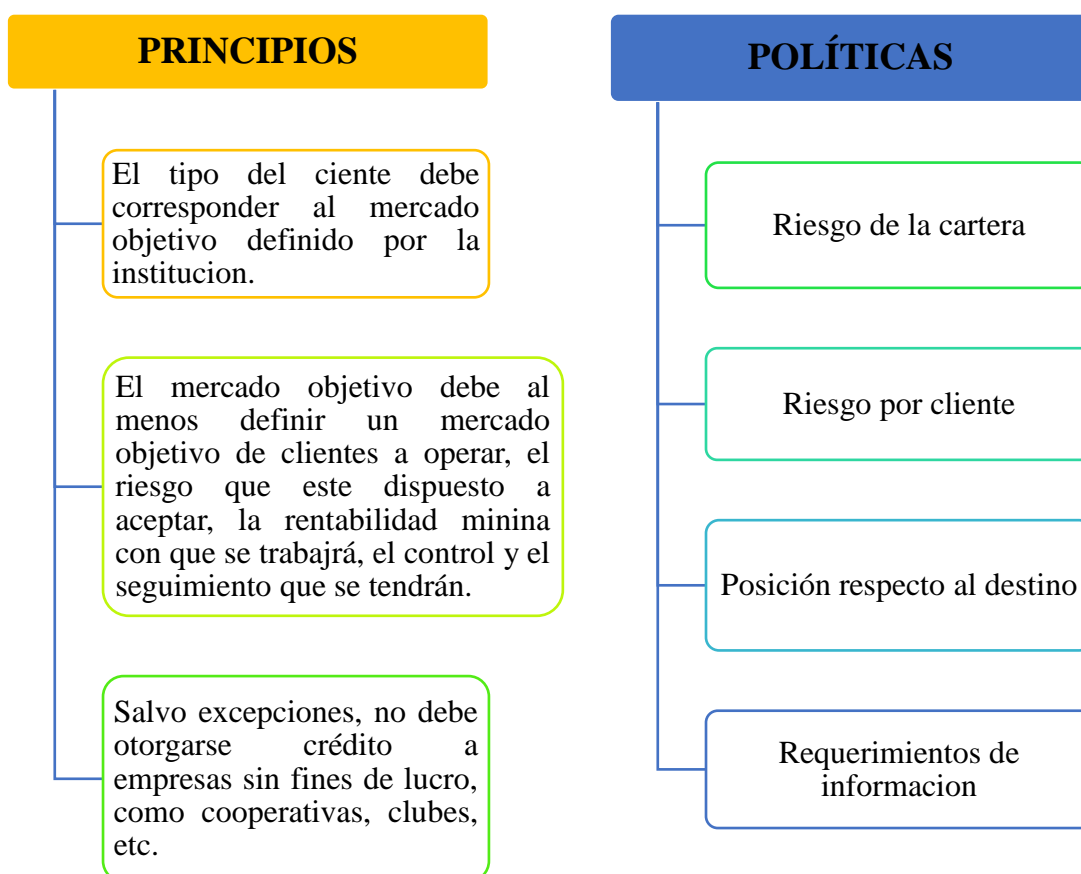 PRINCIPIOS
El tipo del ciente debe
corresponder al mercado
objetivo definido por la
institucion.
El mercado objetivo debe al
menos definir un mercado
objetivo de clientes a operar, el
riesgo que este dispuesto a
aceptar, la rentabilidad minina
con que se trabajrá, el control y el
seguimiento que se tendrán.
Salvo excepciones, no debe
otorgarse crédito a
empresas sin fines de lucro,
como cooperativas, clubes,
etc.
POLÍTICAS
Riesgo de la cartera
Riesgo por cliente
Posición respecto al destino
Requerimientos de
informacion